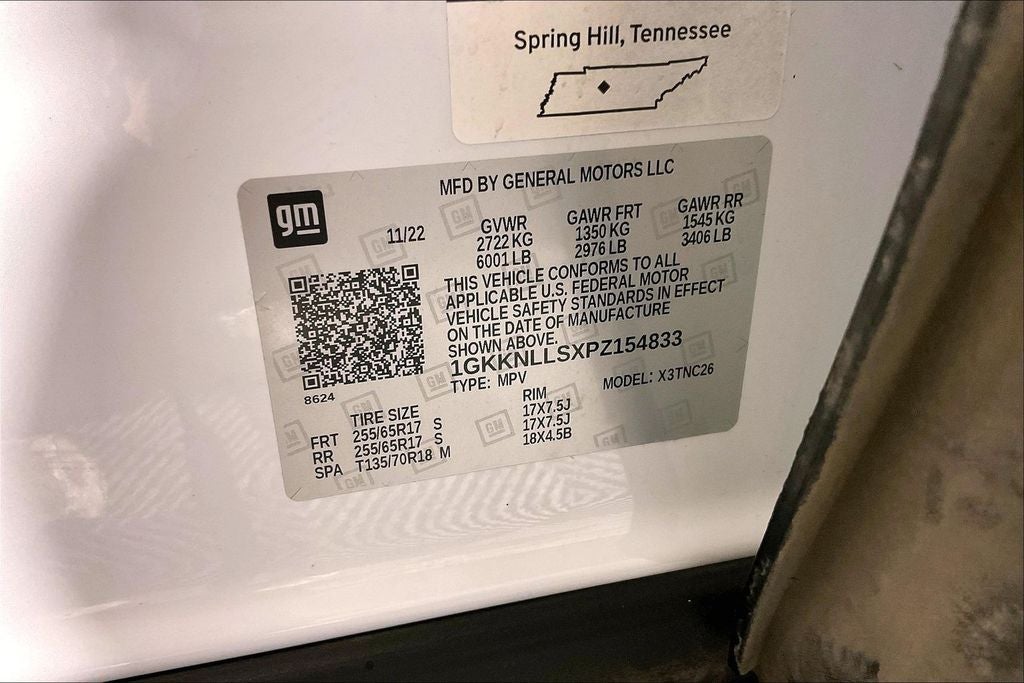 Spring Hill, Tennessee
gm
MFD BY GENERAL MOTORS LLC
11/22
GVWR
2722 KG
6001 LB
GAWR FRT
1350 KG
2976 LB
GAWR RR
1545 KG
3406 LB
THIS VEHICLE CONFORMS TO ALL
APPLICABLE U.S. FEDERAL MOTOR
VEHICLE SAFETY STANDARDS IN EFFECT
ON THE DATE OF MANUFACTURE
SHOWN ABOVE.
1GKKNLLSXPZ154833
TYPE: MPV
MODEL: X3TNC26
8624
TIRE SIZE RIM
FRT 255/65R17 S 17X7.5J
RR 255/65R17 S 17X7.5J
SPA T135/70R18 M 18X4.5B